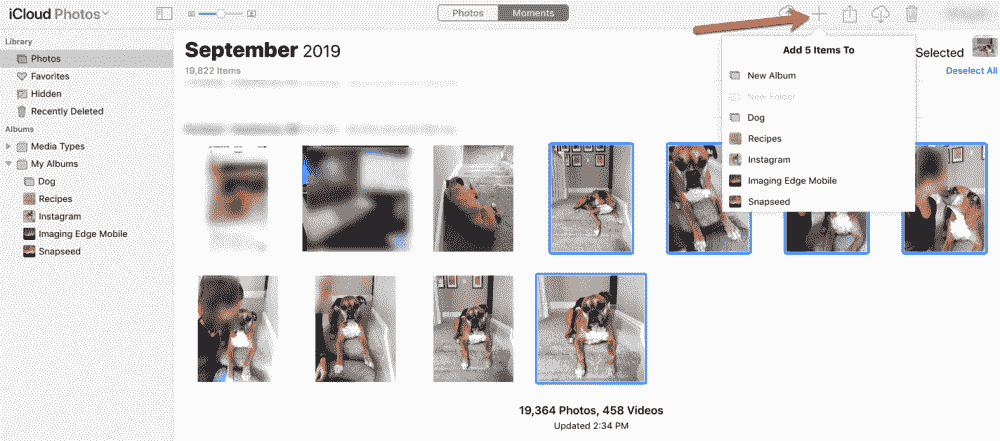 iCloud Photos
Photos
Moments
Library
Photos
Favorites
Hidden
Recently Deleted
Albums
Media Types
My Albums
Dog
Recipes
Instagram
Imaging Edge Mobile
Snapseed
September 2019
19,822 Items
Selected
Deselect All
Add 5 Items To
New Album
New Folder
Dog
Recipes
Instagram
Imaging Edge Mobile
Snapseed
19,364 Photos, 458 Videos
Updated 2:34 PM